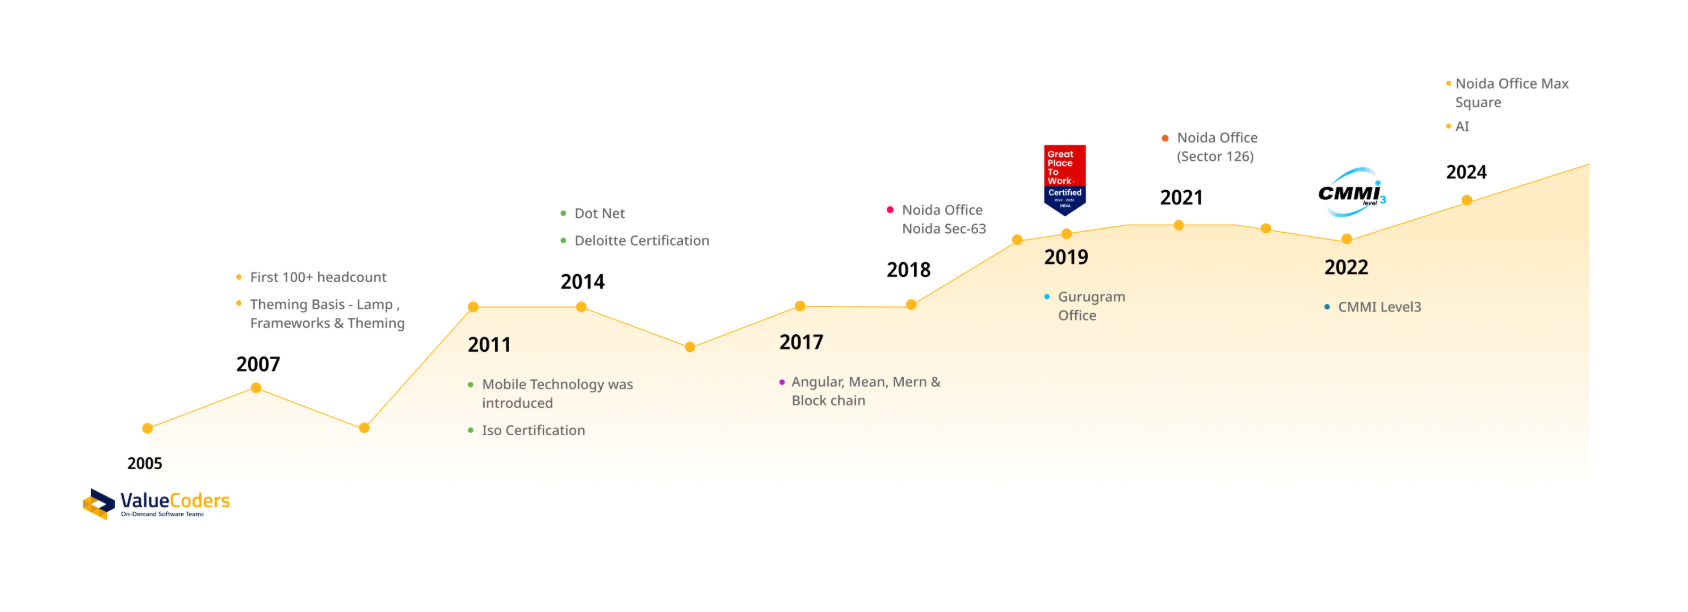 2005
ValueCoders
On-Demand Software Teams
First 100+ headcount
Theming Basis - Lamp ,
Frameworks & Theming
2007
2011
Mobile Technology was
introduced
Iso Certification
Dot Net
Deloitte Certification
2014
2017
Angular, Mean, Mern &
Block chain
Noida Office
Noida Sec-63
2018
Great
Place
To
Work
Certified
INDIA
2019
Gurugram
Office
Noida Office
(Sector 126)
2021
CMMi
level 3
2022
CMMI Level3
Noida Office Max
Square
AI
2024